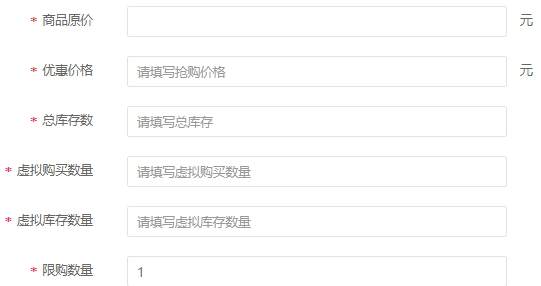 * 商品原价 元
* 优惠价格 请填写抢购价格 元
* 总库存数 请填写总库存
* 虚拟购买数量 请填写虚拟购买数量
* 虚拟库存数量 请填写虚拟库存数量
* 限购数量 1